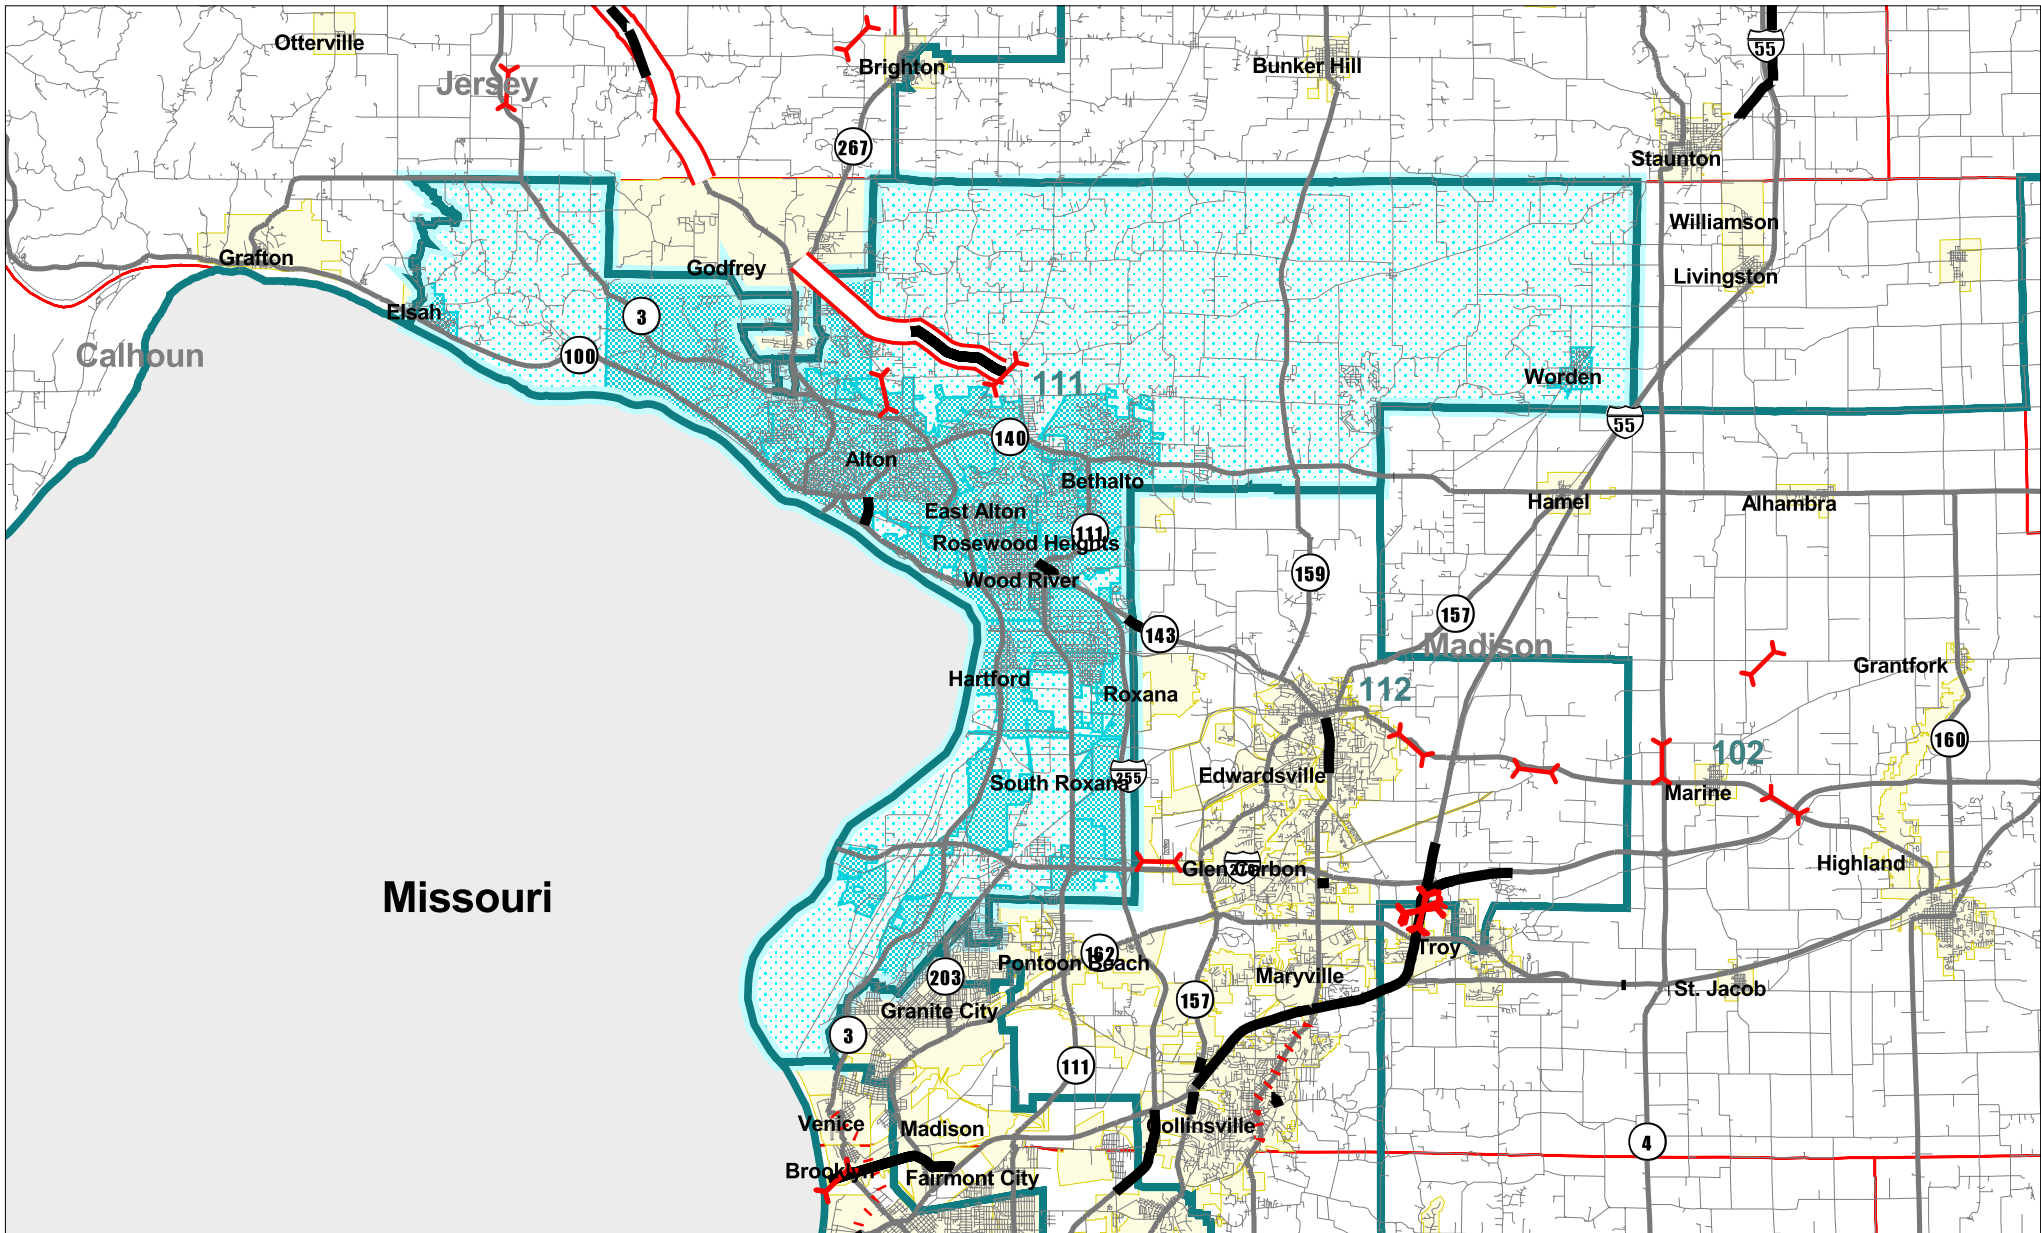 Otterville
55
Bunker Hill
Brighton
Jersey
267
Staunton
Williamson
Grafton
Godfrey
Livingston
Elsah
3
Calhoun
100
Worden
111
55
140
Alton
Bethalto
Hamel
Alhambra
East Alton
111
Rosewood Heights
Wood River
159
157
143
Madison
Grantfork
Hartford
112
Roxana
160
102
Edwardsville
255
South Roxana
Marine
Highland
Glen Carbon
270
Missouri
Troy
162
Pontoon Beach
203
Maryville
St. Jacob
157
Granite City
3
111
Venice
Madison
Collinsville
4
Brooklyn
Fairmont City